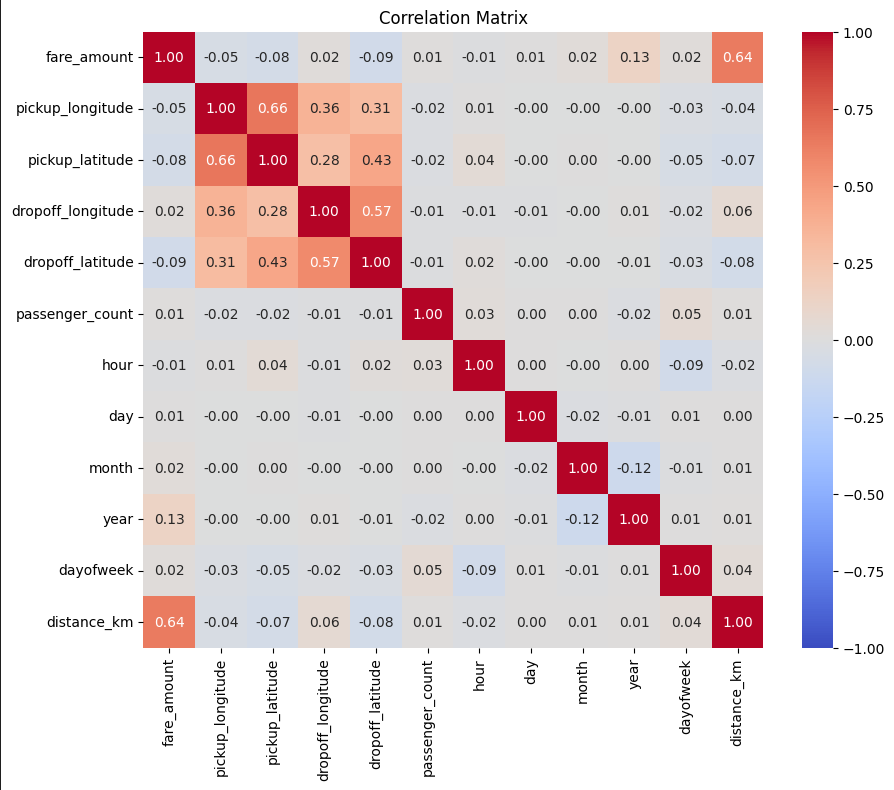 Correlation Matrix
fare_amount 1.00 -0.05 -0.08 0.02 -0.09 0.01 -0.01 0.01 0.02 0.13 0.02 0.64
pickup_longitude -0.05 1.00 0.66 0.36 0.31 -0.02 0.01 -0.00 -0.00 -0.00 -0.03 -0.04
pickup_latitude -0.08 0.66 1.00 0.28 0.43 -0.02 0.04 -0.00 0.00 -0.00 -0.05 -0.07
dropoff_longitude 0.02 0.36 0.28 1.00 0.57 -0.01 -0.01 -0.01 -0.00 0.01 -0.02 0.06
dropoff_latitude -0.09 0.31 0.43 0.57 1.00 -0.01 0.02 -0.00 -0.00 -0.01 -0.03 -0.08
passenger_count 0.01 -0.02 -0.02 -0.01 -0.01 1.00 0.03 0.00 0.00 -0.02 0.05 0.01
hour -0.01 0.01 0.04 -0.01 0.02 0.03 1.00 0.00 -0.00 0.00 -0.09 -0.02
day 0.01 -0.00 -0.00 -0.01 -0.00 0.00 0.00 1.00 -0.02 -0.01 0.01 0.00
month 0.02 -0.00 0.00 -0.00 -0.00 0.00 -0.00 -0.02 1.00 -0.12 -0.01 0.01
year 0.13 -0.00 -0.00 0.01 -0.01 -0.02 0.00 -0.01 -0.12 1.00 0.01 0.01
dayofweek 0.02 -0.03 -0.05 -0.02 -0.03 0.05 -0.09 0.01 -0.01 0.01 1.00 0.04
distance_km 0.64 -0.04 -0.07 0.06 -0.08 0.01 -0.02 0.00 0.01 0.01 0.04 1.00
fare_amount
pickup_longitude
pickup_latitude
dropoff_longitude
dropoff_latitude
passenger_count
hour
day
month
year
dayofweek
distance_km
1.00
0.75
0.50
0.25
0.00
−0.25
−0.50
−0.75
−1.00